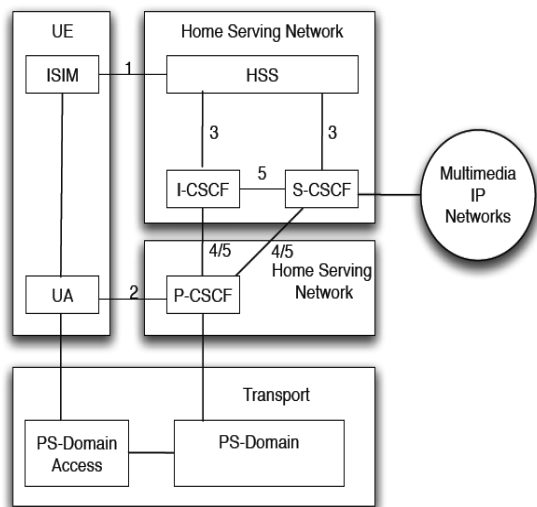 UE
Home Serving Network
ISIM
1
HSS
3
3
I-CSCF
5
S-CSCF
Multimedia
IP
Networks
4/5
4/5
Home Serving
Network
UA
2
P-CSCF
Transport
PS-Domain
Access
PS-Domain